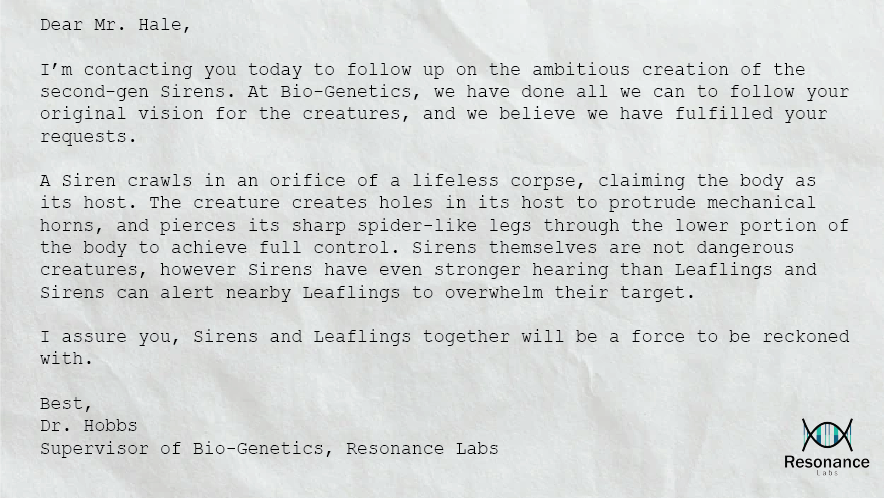 Dear Mr. Hale,
I’m contacting you today to follow up on the ambitious creation of the
second-gen Sirens. At Bio-Genetics, we have done all we can to follow your
original vision for the creatures, and we believe we have fulfilled your
requests.
A Siren crawls in an orifice of a lifeless corpse, claiming the body as
its host. The creature creates holes in its host to protrude mechanical
horns, and pierces its sharp spider-like legs through the lower portion of
the body to achieve full control. Sirens themselves are not dangerous
creatures, however Sirens have even stronger hearing than Leaflings and
Sirens can alert nearby Leaflings to overwhelm their target.
I assure you, Sirens and Leaflings together will be a force to be reckoned
with.
Best,
Dr. Hobbs
Supervisor of Bio-Genetics, Resonance Labs
Resonance
Labs